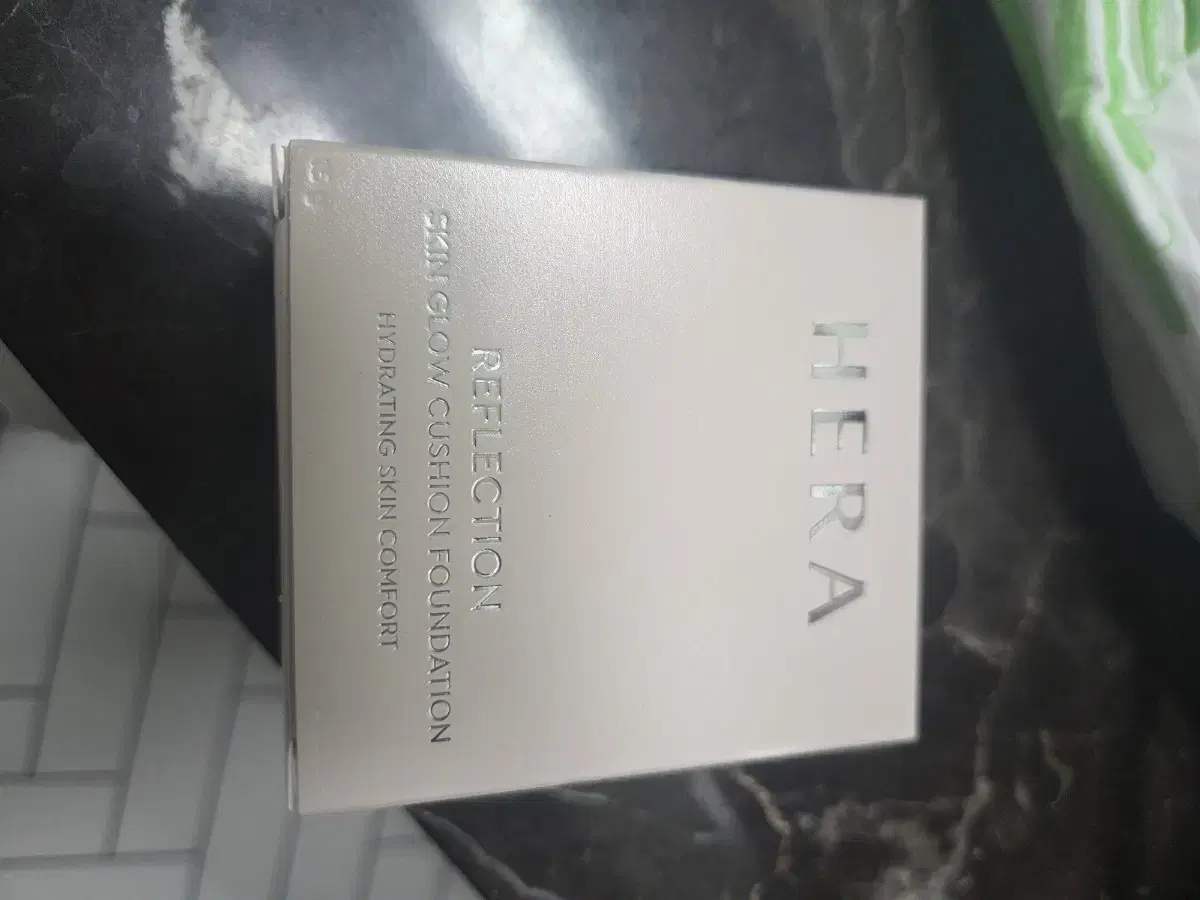 HERA
REFLECTION
SKIN GLOW CUSHION FOUNDATION
HYDRATING SKIN COMFORT